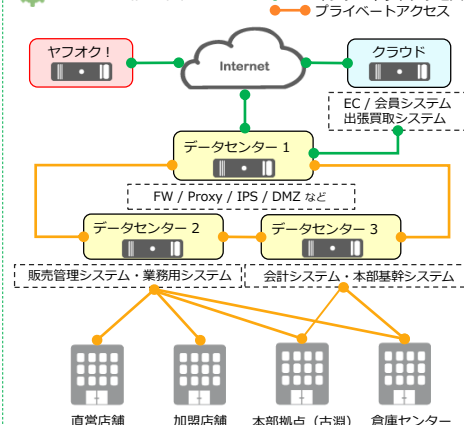 プライベートアクセス
ヤフオク！
Internet
クラウド
EC / 会員システム
出張買取システム
データセンター 1
FW / Proxy / IPS / DMZ など
データセンター 2
データセンター 3
販売管理システム・業務用システム
会計システム・本部基幹システム
直営店舗
加盟店舗
本部拠点（古淵）
倉庫センター